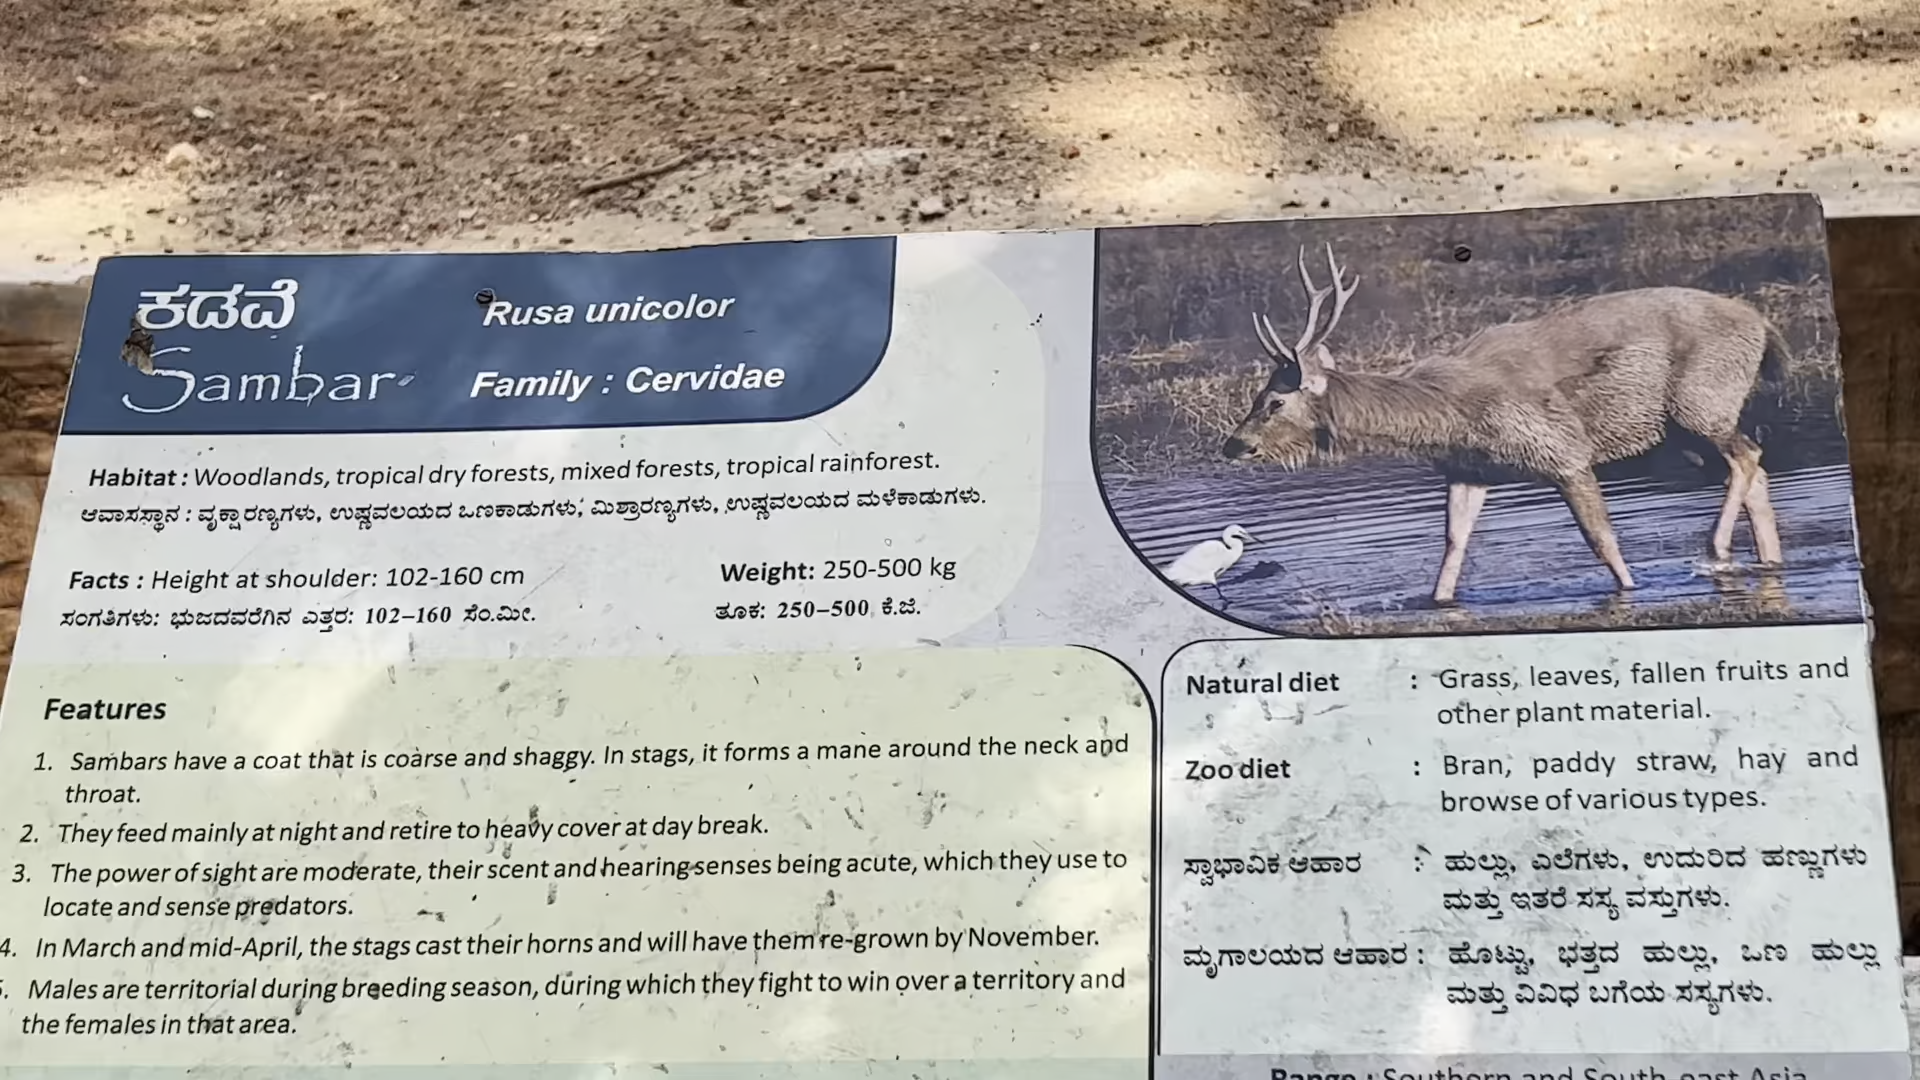 ಕಡವೆ
Sambar
Rusa unicolor
Family : Cervidae
Habitat : Woodlands, tropical dry forests, mixed forests, tropical rainforest.
ಆವಾಸಸ್ಥಾನ : ವೃಕ್ಷಾರಣ್ಯಗಳು, ಉಷ್ಣವಲಯದ ಒಣಕಾಡುಗಳು, ಮಿಶ್ರಾರಣ್ಯಗಳು, ಉಷ್ಣವಲಯದ ಮಳೆಕಾಡುಗಳು.
Facts : Height at shoulder: 102-160 cm
Weight: 250-500 kg
ಸಂಗತಿಗಳು: ಭುಜದವರೆಗಿನ ಎತ್ತರ: 102–160 ಸೆಂ.ಮೀ.
ತೂಕ: 250–500 ಕೆ.ಜಿ.
Features
1. Sambars have a coat that is coarse and shaggy. In stags, it forms a mane around the neck and
throat.
2. They feed mainly at night and retire to heavy cover at day break.
3. The power of sight are moderate, their scent and hearing senses being acute, which they use to
locate and sense predators.
4. In March and mid-April, the stags cast their horns and will have them re-grown by November.
5. Males are territorial during breeding season, during which they fight to win over a territory and
the females in that area.
Natural diet : Grass, leaves, fallen fruits and
other plant material.
Zoo diet : Bran, paddy straw, hay and
browse of various types.
ಸ್ವಾಭಾವಿಕ ಆಹಾರ : ಹುಲ್ಲು, ಎಲೆಗಳು, ಉದುರಿದ ಹಣ್ಣುಗಳು
ಮತ್ತು ಇತರೆ ಸಸ್ಯ ವಸ್ತುಗಳು.
ಮೃಗಾಲಯದ ಆಹಾರ : ಹೊಟ್ಟು, ಭತ್ತದ ಹುಲ್ಲು, ಒಣ ಹುಲ್ಲು
ಮತ್ತು ವಿವಿಧ ಬಗೆಯ ಸಸ್ಯಗಳು.
Range : Southern and South-east Asia